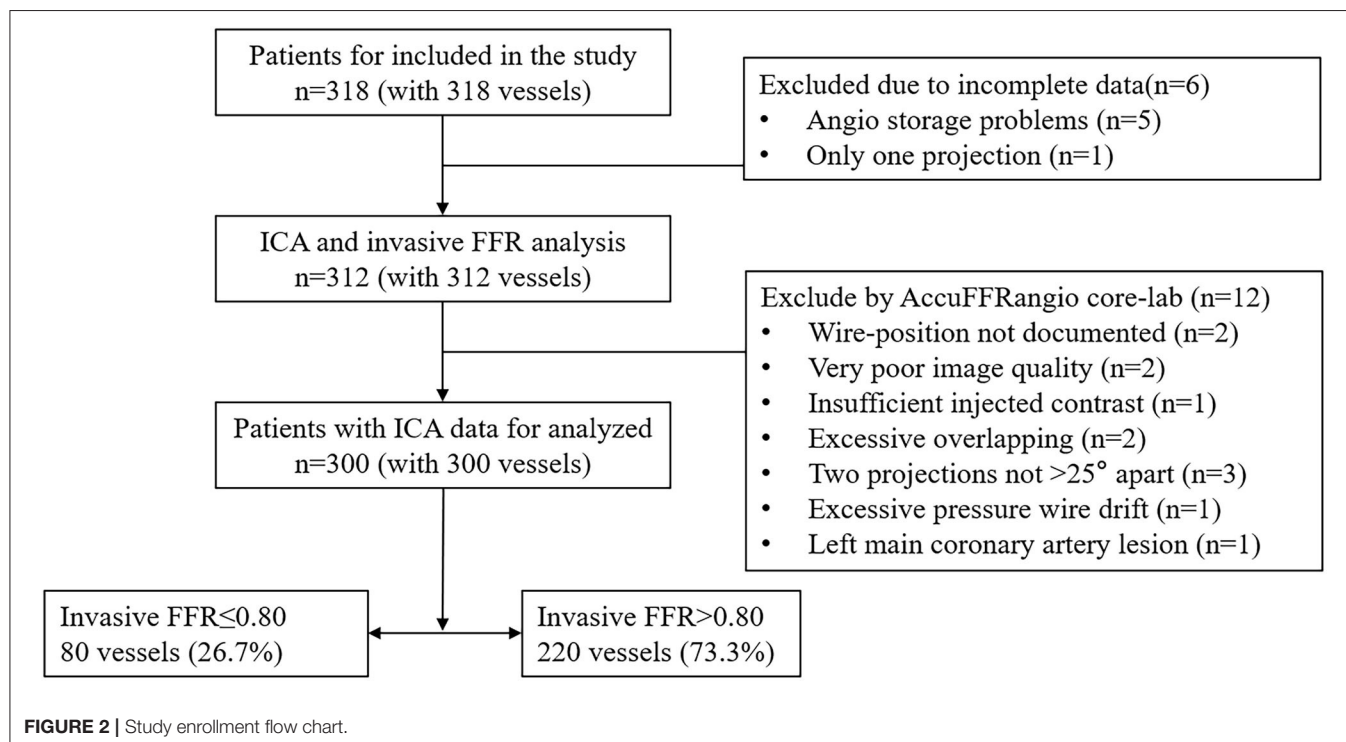 Patients for included in the study
n=318 (with 318 vessels)
Excluded due to incomplete data(n=6)
• Angio storage problems (n=5)
• Only one projection (n=1)
ICA and invasive FFR analysis
n=312 (with 312 vessels)
Exclude by AccuFFRangio core-lab (n=12)
• Wire-position not documented (n=2)
• Very poor image quality (n=2)
• Insufficient injected contrast (n=1)
• Excessive overlapping (n=2)
• Two projections not >25° apart (n=3)
• Excessive pressure wire drift (n=1)
• Left main coronary artery lesion (n=1)
Patients with ICA data for analyzed
n=300 (with 300 vessels)
Invasive FFR≤0.80
80 vessels (26.7%)
Invasive FFR>0.80
220 vessels (73.3%)
FIGURE 2 | Study enrollment flow chart.